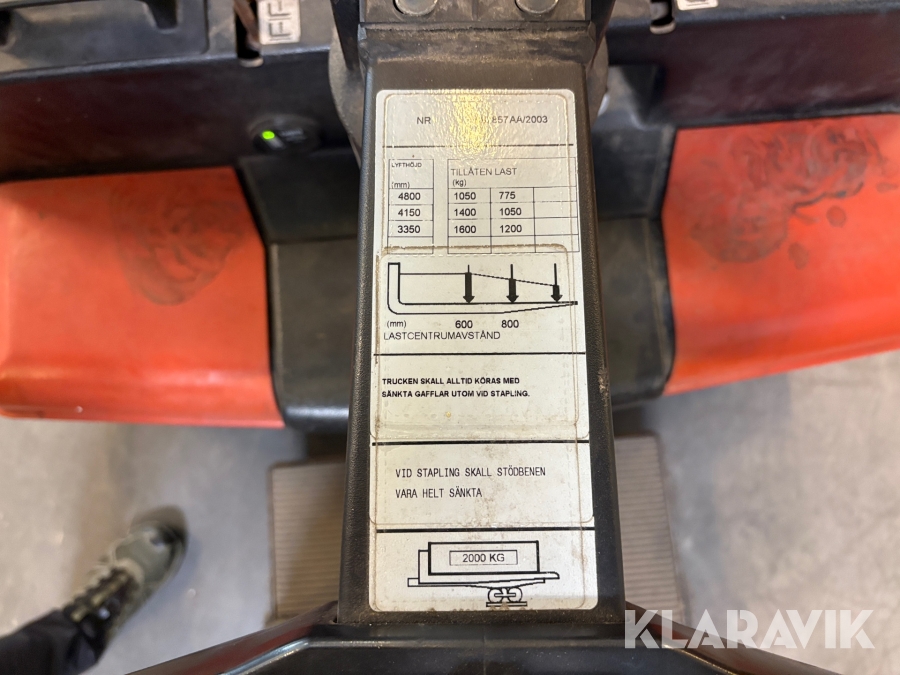 NR 857AA/2003
LYFTHÖJD
(mm)
TILLÅTEN LAST
(kg)
4800 1050 775
4150 1400 1050
3350 1600 1200
(mm) 600 800
LASTCENTRUMAVSTÅND
TRUCKEN SKALL ALLTID KÖRAS MED
SÄNKTA GAFFLAR UTOM VID STAPLING.
VID STAPLING SKALL STÖDBENEN
VARA HELT SÄNKTA
2000 KG
KLARAVIK